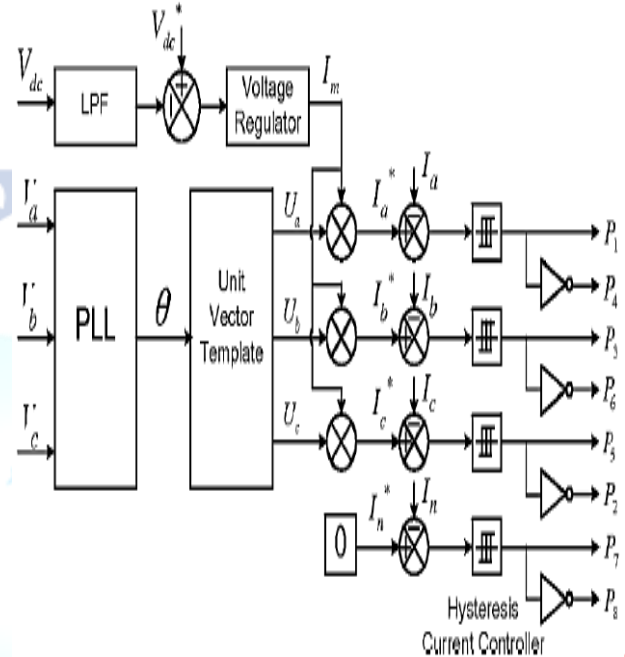 V_dc*
V_dc
LPF
Voltage
Regulator
I_m
V_a
V_b
V_c
PLL
θ
Unit
Vector
Template
U_a
U_b
U_c
I_a*
I_a
I_b*
I_b
I_c*
I_c
I_n*
I_n
0
P_1
P_4
P_3
P_6
P_5
P_2
P_7
P_8
Hysteresis
Current Controller